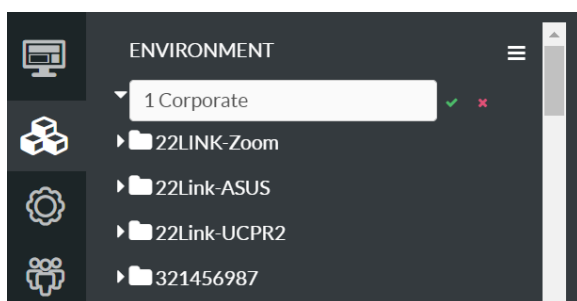 ENVIRONMENT
1 Corporate
22LINK-Zoom
22Link-ASUS
22Link-UCPR2
321456987